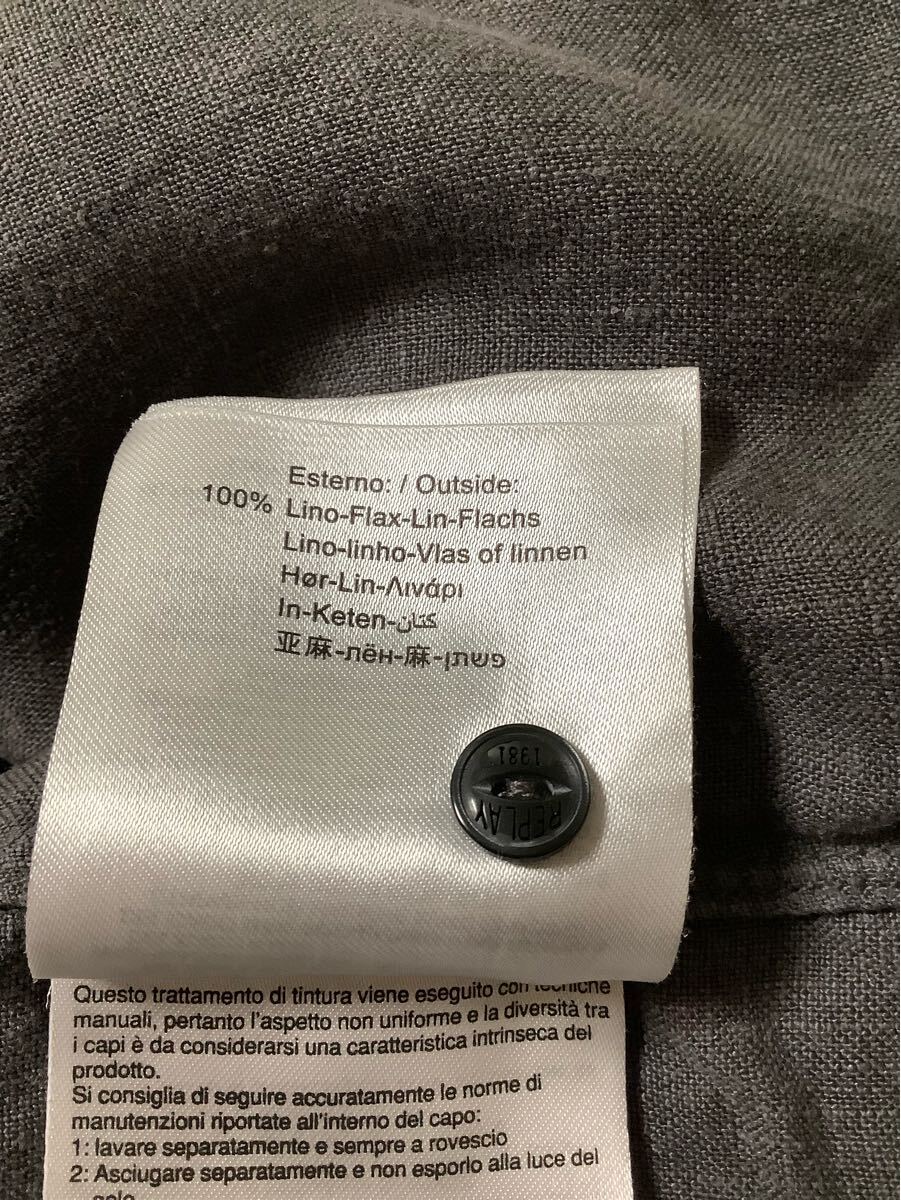 Esterno: / Outside:
100% Lino-Flax-Lin-Flachs
Lino-linho-Vlas of linnen
Hør-Lin-Λινάρι
In-Keten-كتان
亚麻-лён-麻-פשתן
1981
REPLAY
Questo trattamento di tintura viene eseguito con tecniche
manuali, pertanto l'aspetto non uniforme e la diversità tra
i capi è da considerarsi una caratteristica intrinseca del
prodotto.
Si consiglia di seguire accuratamente le norme di
manutenzioni riportate all'interno del capo:
1: lavare separatamente e sempre a rovescio
2: Asciugare separatamente e non esporlo alla luce del
sole